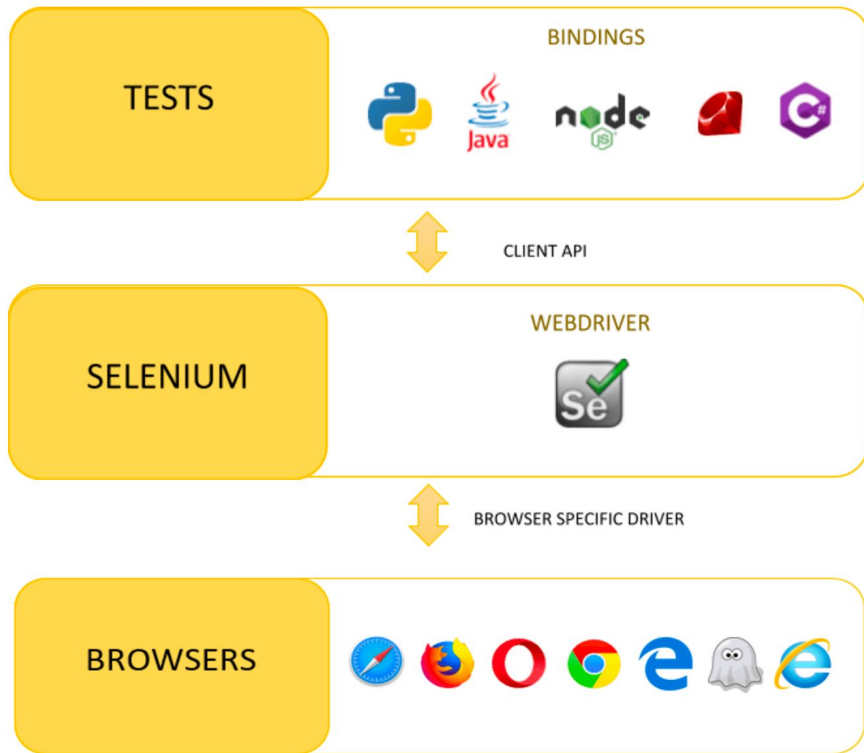 TESTS
BINDINGS
Java
node
JS
C#
CLIENT API
SELENIUM
WEBDRIVER
Se
BROWSER SPECIFIC DRIVER
BROWSERS